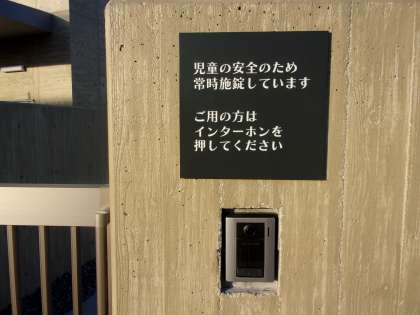 児童の安全のため
常時施錠しています
ご用の方は
インターホンを
押してください